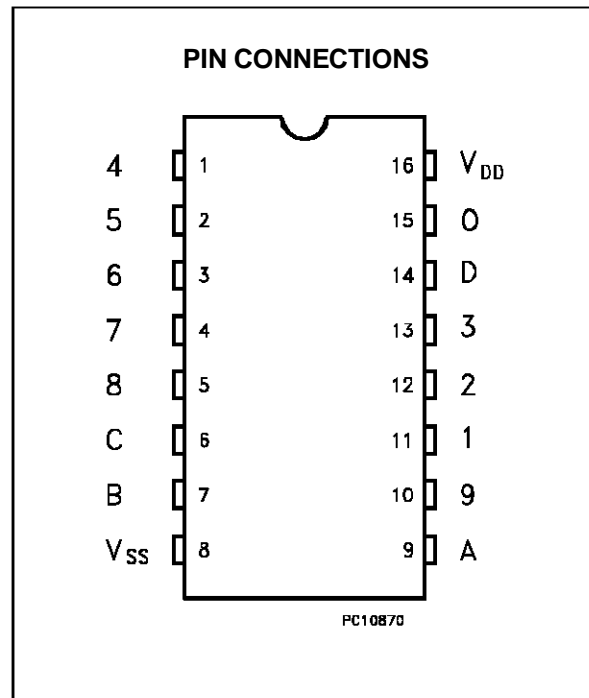 PIN CONNECTIONS
4 1 16 VDD
5 2 15 0
6 3 14 D
7 4 13 3
8 5 12 2
C 6 11 1
B 7 10 9
VSS 8 9 A
PC10870